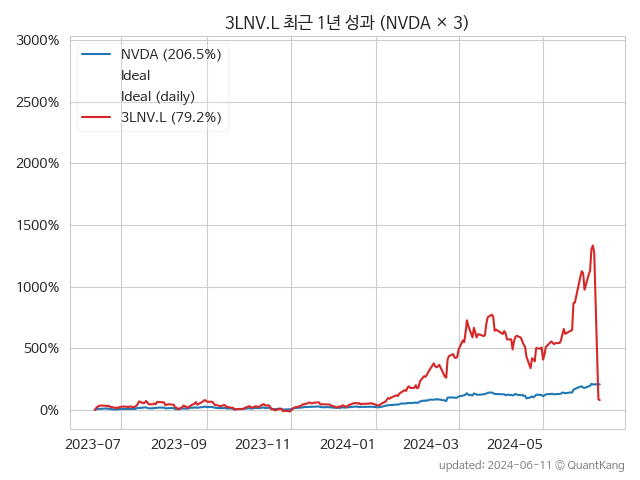 3LNV.L 최근 1년 성과 (NVDA × 3)
3000%
2500%
2000%
1500%
1000%
500%
0%
NVDA (206.5%)
Ideal
Ideal (daily)
3LNV.L (79.2%)
2023-07
2023-09
2023-11
2024-01
2024-03
2024-05
updated: 2024-06-11 © QuantKang